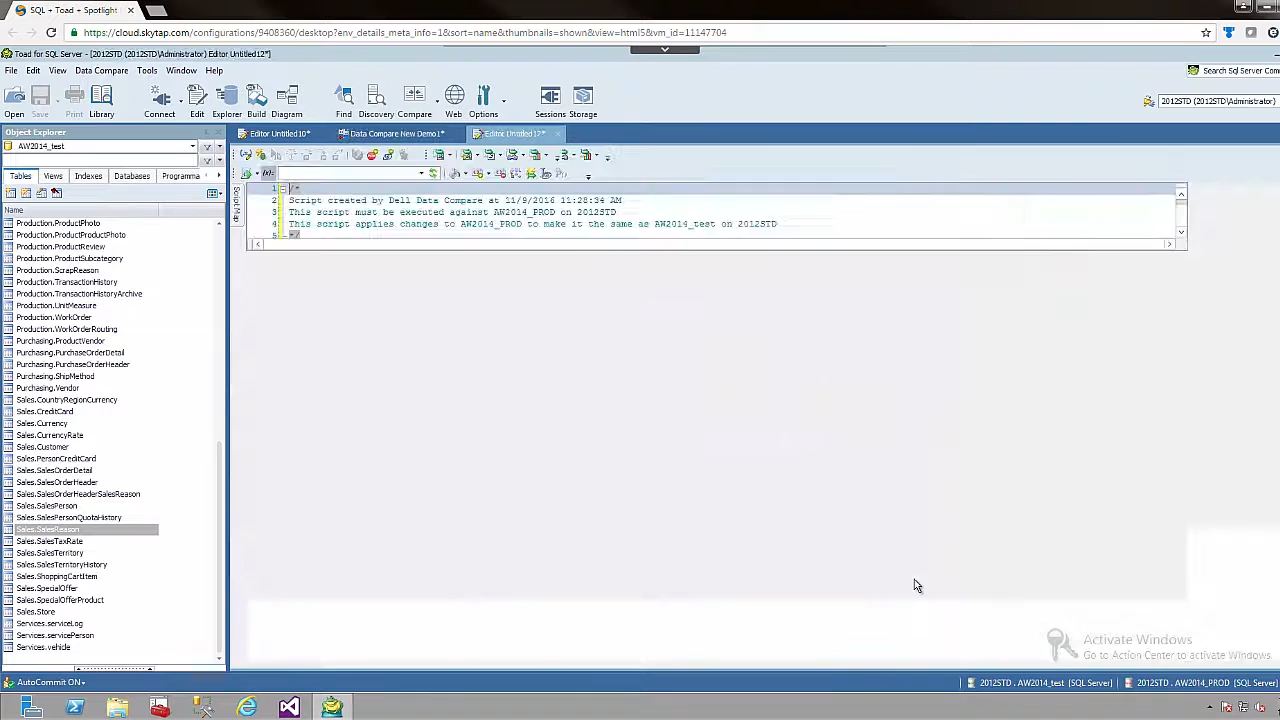 SQL + Toad + Spotlight
https://cloud.skytap.com/configurations/9408360/desktop?env_details_meta_info=1&sort=name&thumbnails=shown&view=html5&vm_id=11147704
Toad for SQL Server - [2012STD (2012STD\Administrator) Editor Untitled12*]
File Edit View Data Compare Tools Window Help
Search Sql Server Com
Open Save Print Library Connect Edit Explorer Build Diagram Find Discovery Compare Web Options Sessions Storage
2012STD (2012STD\Administrator)
Object Explorer
Editor Untitled10* Data Compare New Demo1* Editor Untitled12*
AW2014_test
Tables Views Indexes Databases Programma
Name
Script Map
1 /*
2 Script created by Dell Data Compare at 11/9/2016 11:28:34 AM
3 This script must be executed against AW2014_PROD on 2012STD
4 This script applies changes to AW2014_PROD to make it the same as AW2014_test on 2012STD
5 */
Production.ProductPhoto
Production.ProductProductPhoto
Production.ProductReview
Production.ProductSubcategory
Production.ScrapReason
Production.TransactionHistory
Production.TransactionHistoryArchive
Production.UnitMeasure
Production.WorkOrder
Production.WorkOrderRouting
Purchasing.ProductVendor
Purchasing.PurchaseOrderDetail
Purchasing.PurchaseOrderHeader
Purchasing.ShipMethod
Purchasing.Vendor
Sales.CountryRegionCurrency
Sales.CreditCard
Sales.Currency
Sales.CurrencyRate
Sales.Customer
Sales.PersonCreditCard
Sales.SalesOrderDetail
Sales.SalesOrderHeader
Sales.SalesOrderHeaderSalesReason
Sales.SalesPerson
Sales.SalesPersonQuotaHistory
Sales.SalesReason
Sales.SalesTaxRate
Sales.SalesTerritory
Sales.SalesTerritoryHistory
Sales.ShoppingCartItem
Sales.SpecialOffer
Sales.SpecialOfferProduct
Sales.Store
Services.serviceLog
Services.servicePerson
Services.vehicle
Activate Windows
Go to Action Center to activate Windows.
AutoCommit ON
2012STD . AW2014_test [SQL Server]
2012STD . AW2014_PROD [SQL Server]